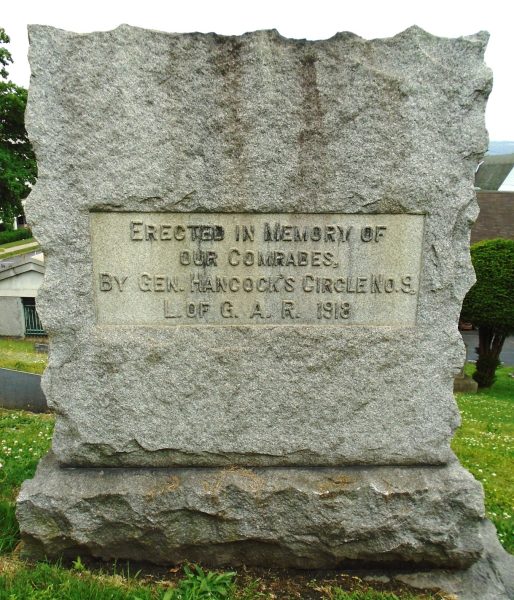 Erected in Memory of
our Comrades,
By Gen. Hancock's Circle No. 9,
L. of G. A. R. 1918